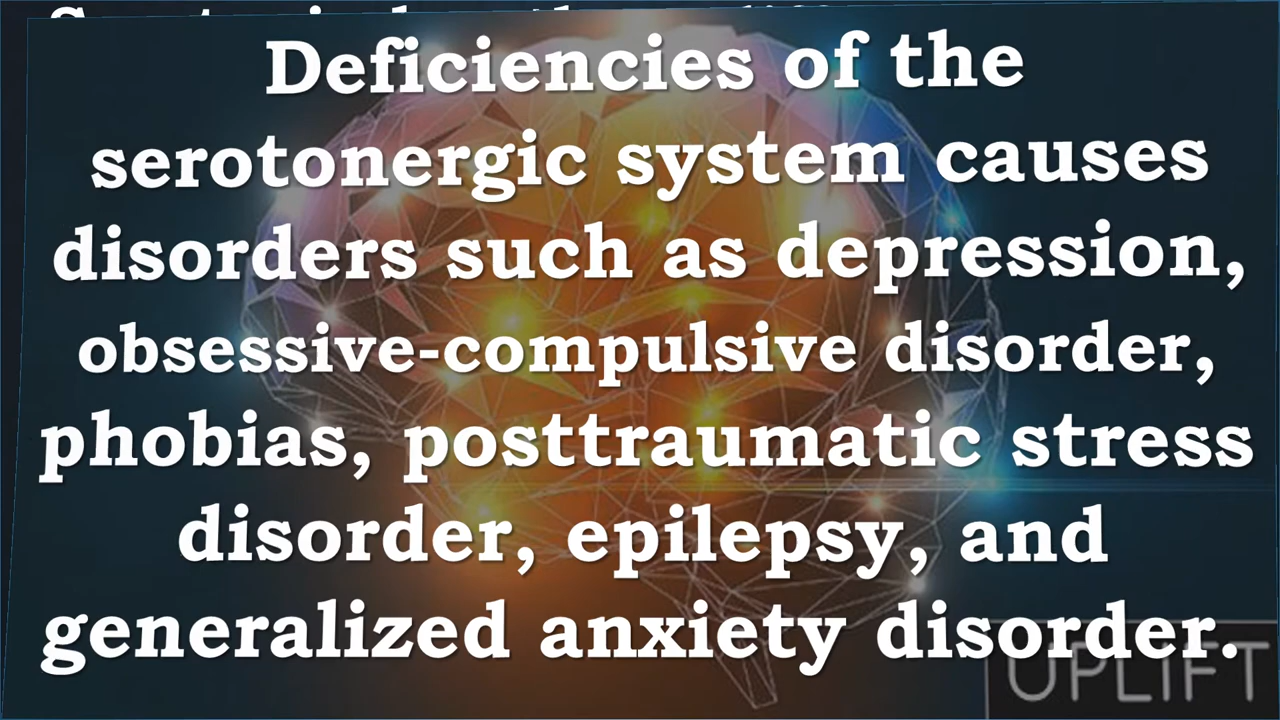 Deficiencies of the
serotonergic system causes
disorders such as depression,
obsessive-compulsive disorder,
phobias, posttraumatic stress
disorder, epilepsy, and
generalized anxiety disorder.
UPLIFT